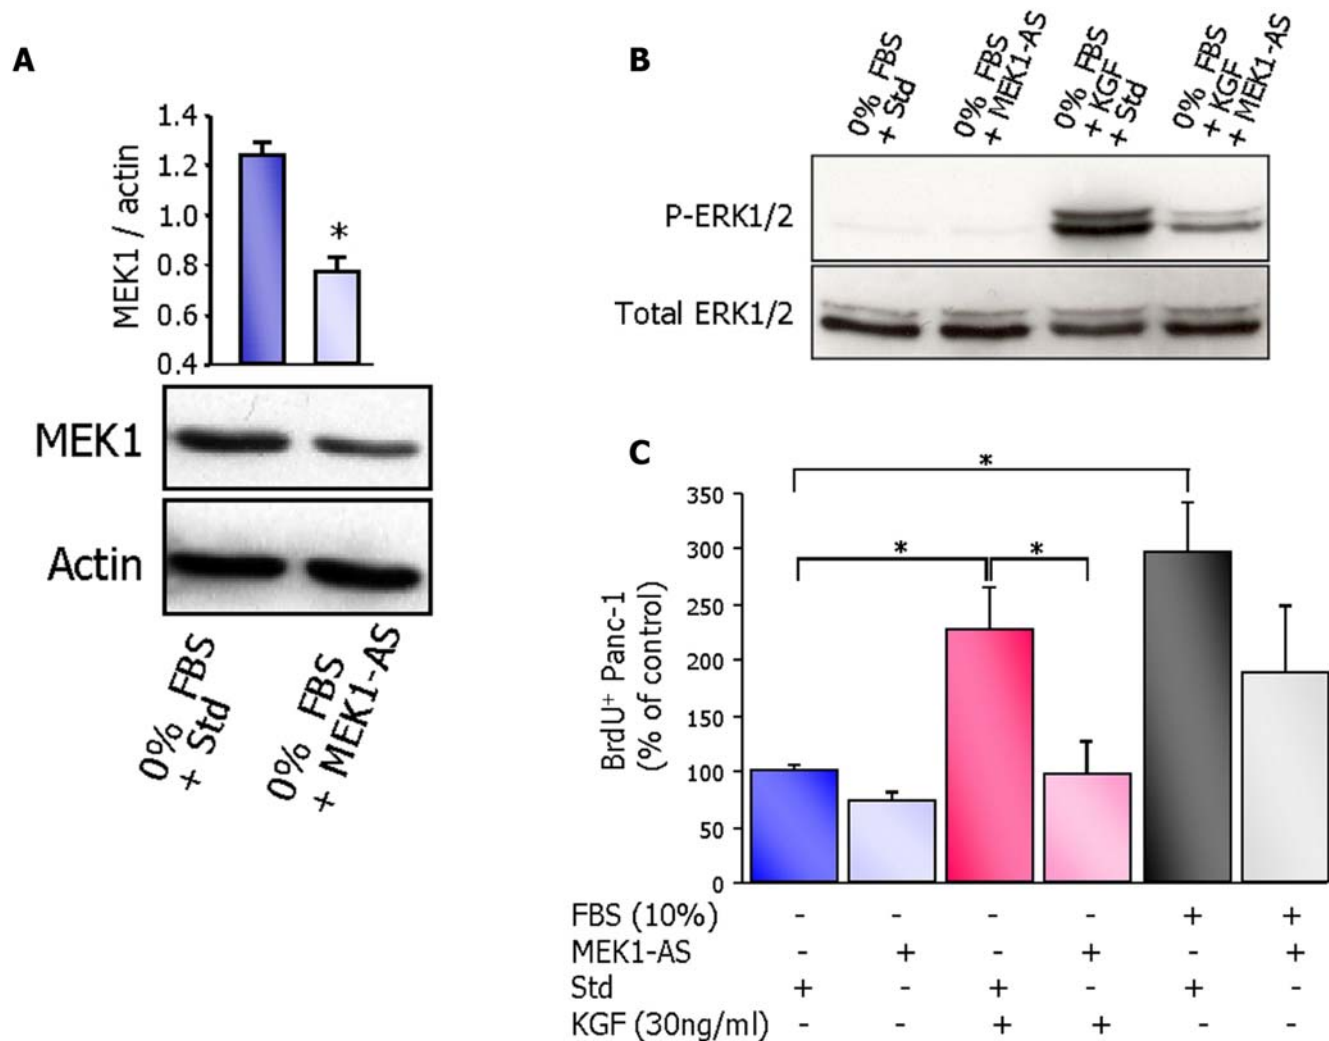 A
1.4
1.2
1.0
0.8
0.6
0.4
MEK1 / actin
*
MEK1
Actin
0% FBS
+ Std
0% FBS
+ MEK1-AS
B
0% FBS
+ Std
0% FBS
+ MEK1-AS
0% FBS
+ KGF
+ Std
0% FBS
+ KGF
+ MEK1-AS
P-ERK1/2
Total ERK1/2
C
*
* *
350
300
250
200
150
100
50
0
BrdU⁺ Panc-1
(% of control)
FBS (10%) - - - - + +
MEK1-AS - + - + - +
Std + - + - + -
KGF (30ng/ml) - - + + - -